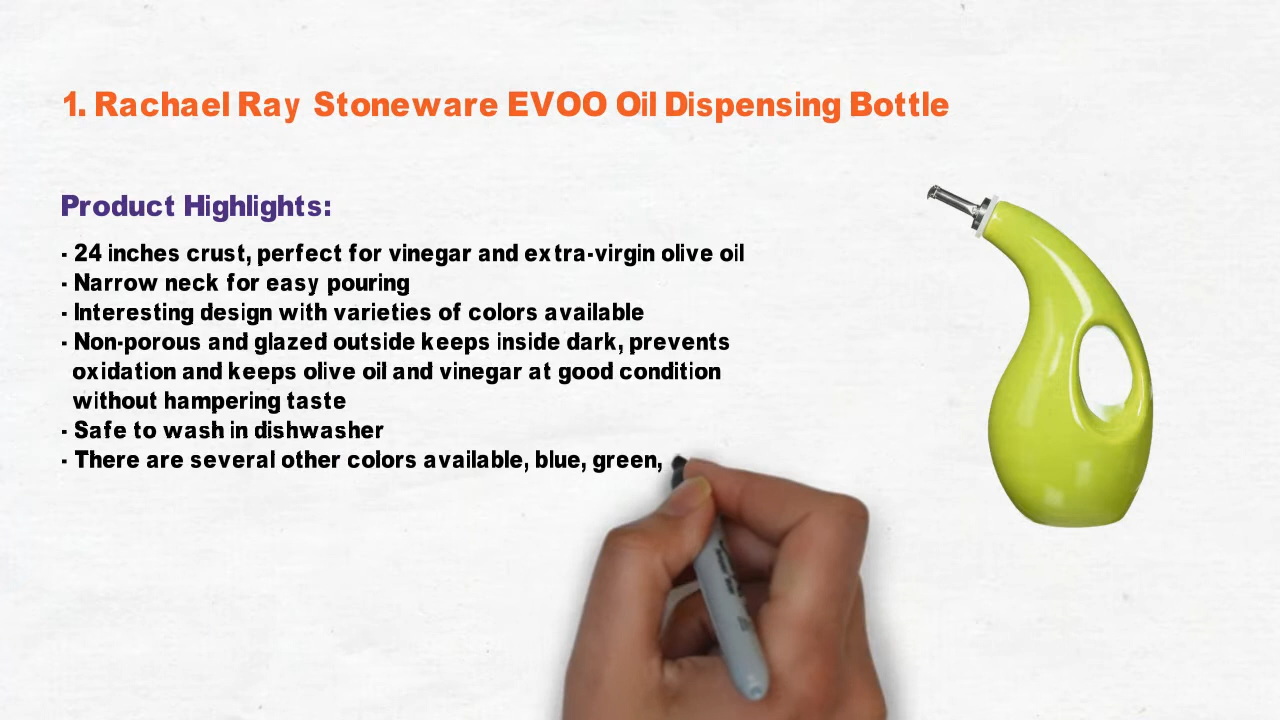 1. Rachael Ray Stoneware EVOO Oil Dispensing Bottle
Product Highlights:
- 24 inches crust, perfect for vinegar and extra-virgin olive oil
- Narrow neck for easy pouring
- Interesting design with varieties of colors available
- Non-porous and glazed outside keeps inside dark, prevents
oxidation and keeps olive oil and vinegar at good condition
without hampering taste
- Safe to wash in dishwasher
- There are several other colors available, blue, green,